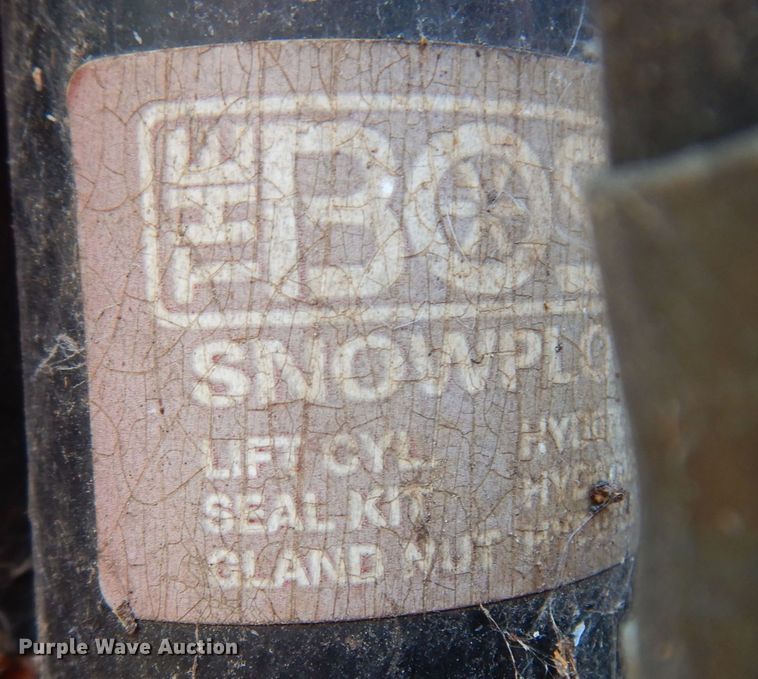 THE BOS
SNOWPLO
LIFT CYL.
SEAL KIT
GLAND NUT
Purple Wave Auction